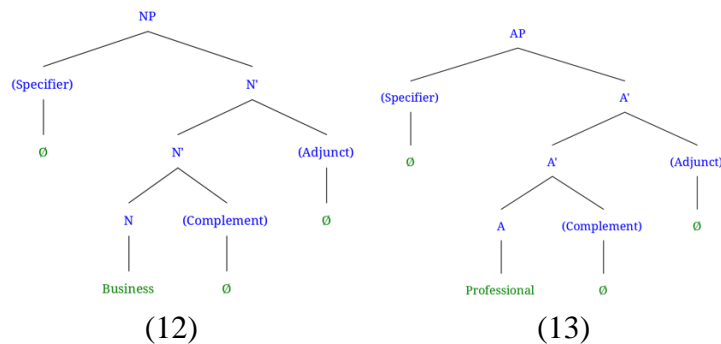 NP
(Specifier) N'
Ø N' (Adjunct)
N (Complement) Ø
Business Ø
(12)
AP
(Specifier) A'
Ø A' (Adjunct)
A (Complement) Ø
Professional Ø
(13)